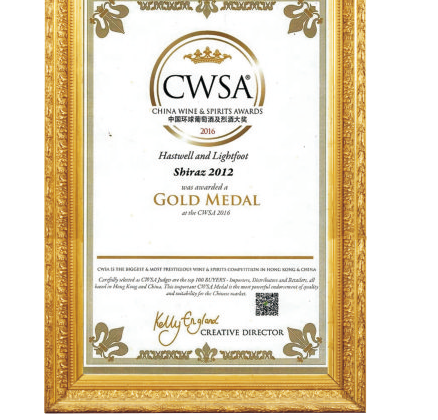 CWSA®
CHINA WINE & SPIRITS AWARDS
中国环球葡萄酒及烈酒大奖
2016
Hastwell and Lightfoot
Shiraz 2012
was awarded a
GOLD MEDAL
at the CWSA 2016
CWSA IS THE BIGGEST & MOST PRESTIGIOUS WINE & SPIRITS COMPETITION IN HONG KONG & CHINA
Carefully selected as CWSA Judges are the top 100 BUYERS - Importers, Distributors and Retailers, all
based in Hong Kong and China. This important CWSA Medal is the most powerful endorsement of quality
and suitability for the Chinese market.
Kelly England
CREATIVE DIRECTOR